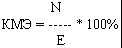 N
КМЭ = ----- * 100%
E